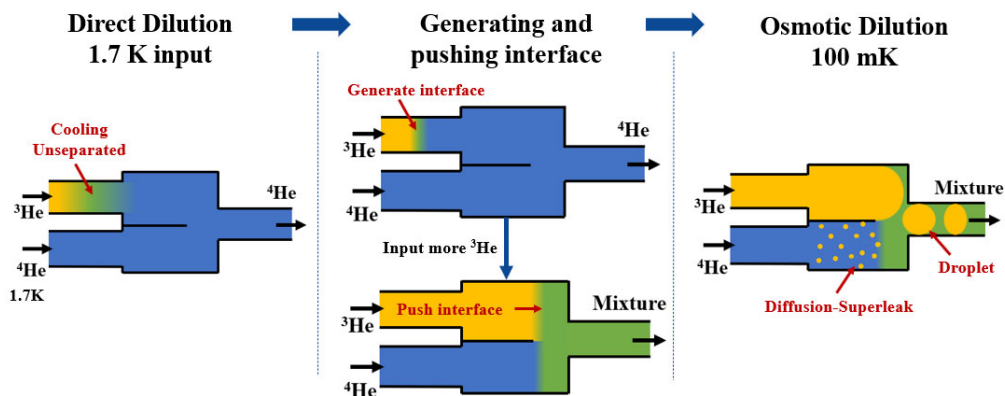 Direct Dilution
1.7 K input
Generating and
pushing interface
Osmotic Dilution
100 mK
Cooling
Unseparated
³He
⁴He
1.7K
⁴He
Generate interface
³He
⁴He
⁴He
Input more ³He
Push interface
³He
⁴He
Mixture
³He
⁴He
Mixture
Droplet
Diffusion-Superleak